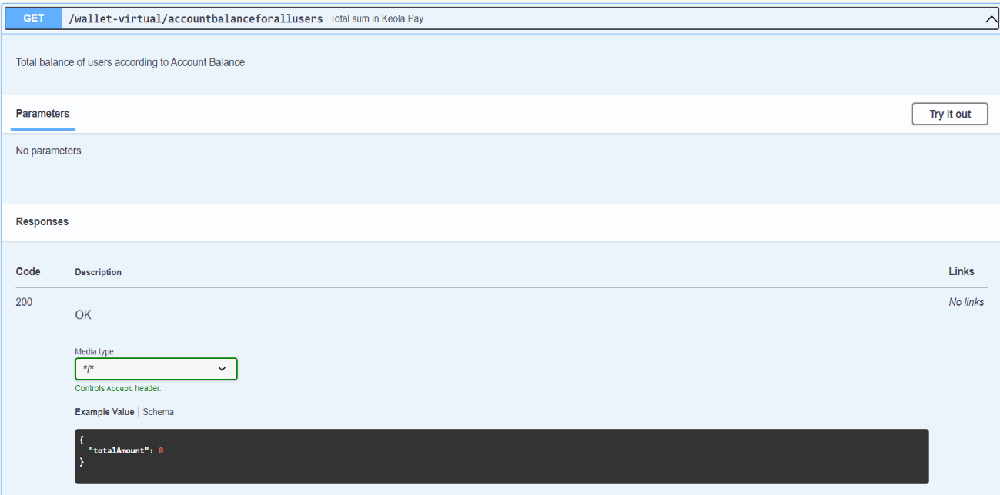 GET /wallet-virtual/accountbalanceforallusers Total sum in Keola Pay
Total balance of users according to Account Balance
Parameters Try it out
No parameters
Responses
Code Description Links
200 No links
OK
Media type
*/*
Controls Accept header.
Example Value Schema
{
"totalAmount": 0
}